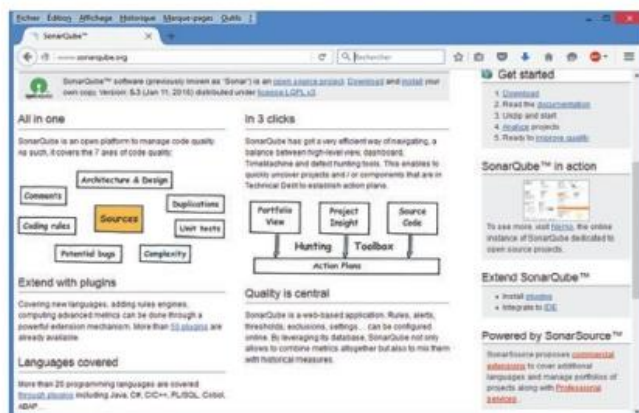 Fichier Édition Affichage Historique Marque-pages Outils
SonarQube™
www.sonarqube.org
Rechercher
SonarQube™ software (previously known as "Sonar") is an open source project. Download and install your
own copy. Version: 5.3 (Jan 11, 2016) distributed under license LGPL v3
All in one
SonarQube is an open platform to manage code quality.
As such, it covers the 7 axes of code quality:
Architecture & Design
Comments
Duplications
Sources
Coding rules
Unit tests
Potential bugs
Complexity
Extend with plugins
Covering new languages, adding rules engines,
computing advanced metrics can be done through a
powerful extension mechanism. More than 50 plugins are
already available.
Languages covered
More than 20 programming languages are covered
through plugins including Java, C#, C/C++, PL/SQL, Cobol,
ABAP...
In 3 clicks
SonarQube has got a very efficient way of navigating, a
balance between high-level view, dashboard,
TimeMachine and defect hunting tools. This enables to
quickly uncover projects and / or components that are in
Technical Debt to establish action plans.
Portfolio
View
Project
Insight
Source
Code
Hunting Toolbox
Action Plans
Quality is central
SonarQube is a web-based application. Rules, alerts,
thresholds, exclusions, settings... can be configured
online. By leveraging its database, SonarQube not only
allows to combine metrics altogether but also to mix them
with historical measures.
Get started
1. Download
2. Read the documentation
3. Unzip and start
4. Analyze projects
5. Ready to improve quality
SonarQube™ in action
To see more, visit Nemo, the online
instance of SonarQube dedicated to
open source projects.
Extend SonarQube™
Install plugins
Integrate to IDE
Powered by SonarSource™
SonarSource proposes commercial
extensions to cover additional
languages and manage portfolios of
projects along with Professional
services.